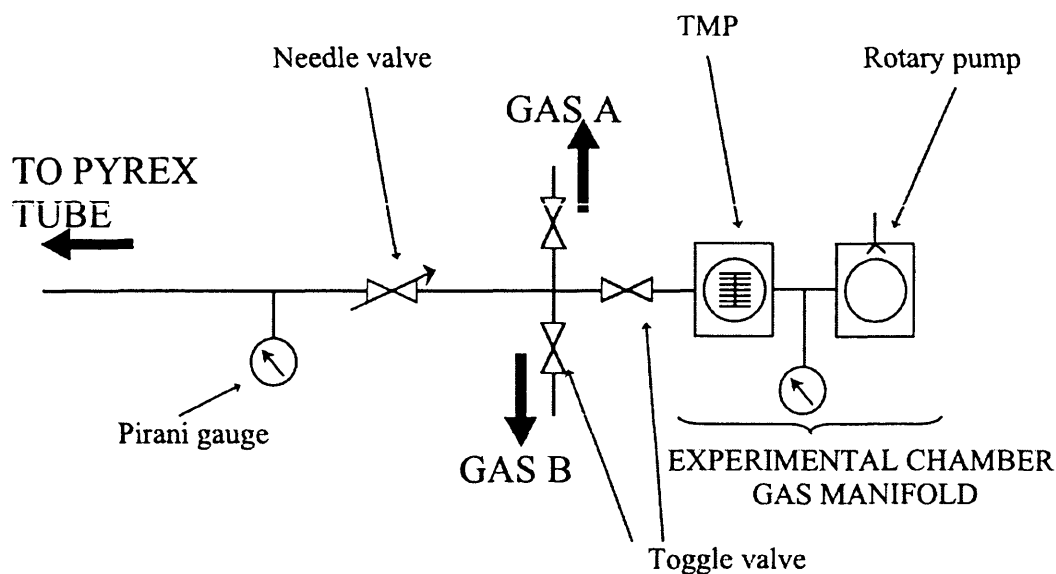 TMP
Needle valve
Rotary pump
GAS A
TO PYREX
TUBE
Pirani gauge
GAS B
EXPERIMENTAL CHAMBER
GAS MANIFOLD
Toggle valve